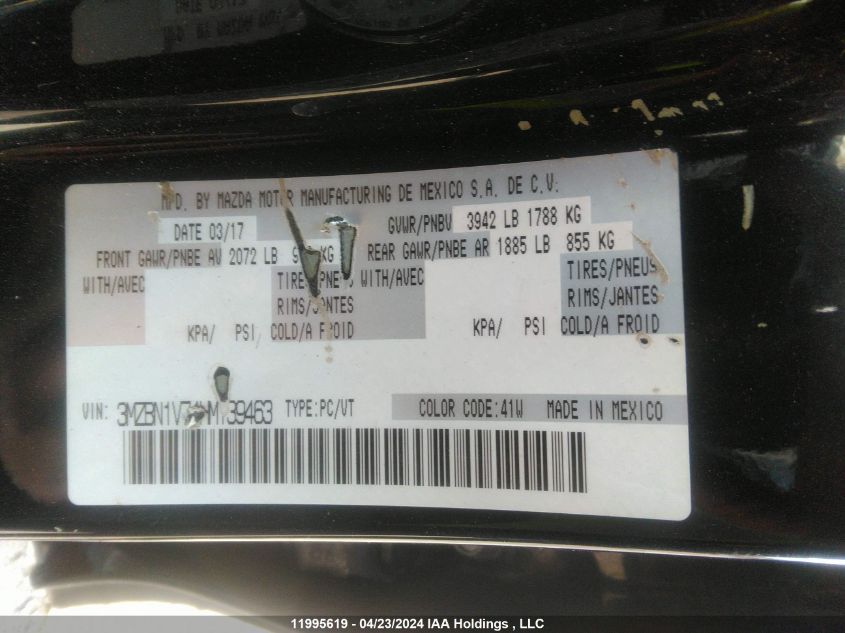 MFD. BY MAZDA MOTOR MANUFACTURING DE MEXICO S.A. DE C.V:
DATE 03/17 GVWR/PNBV 3942 LB 1788 KG
FRONT GAWR/PNBE AV 2072 LB KG REAR GAWR/PNBE AR 1885 LB 855 KG
WITH/AVEC WITH/AVEC TIRES/PNEUS
RIMS/JANTES RIMS/JANTES
KPA/ PSI COLD/A FROID KPA/ PSI COLD/A FROID
VIN: TYPE:PC/VT COLOR CODE:41W MADE IN MEXICO
11995619 - 04/23/2024 IAA Holdings , LLC